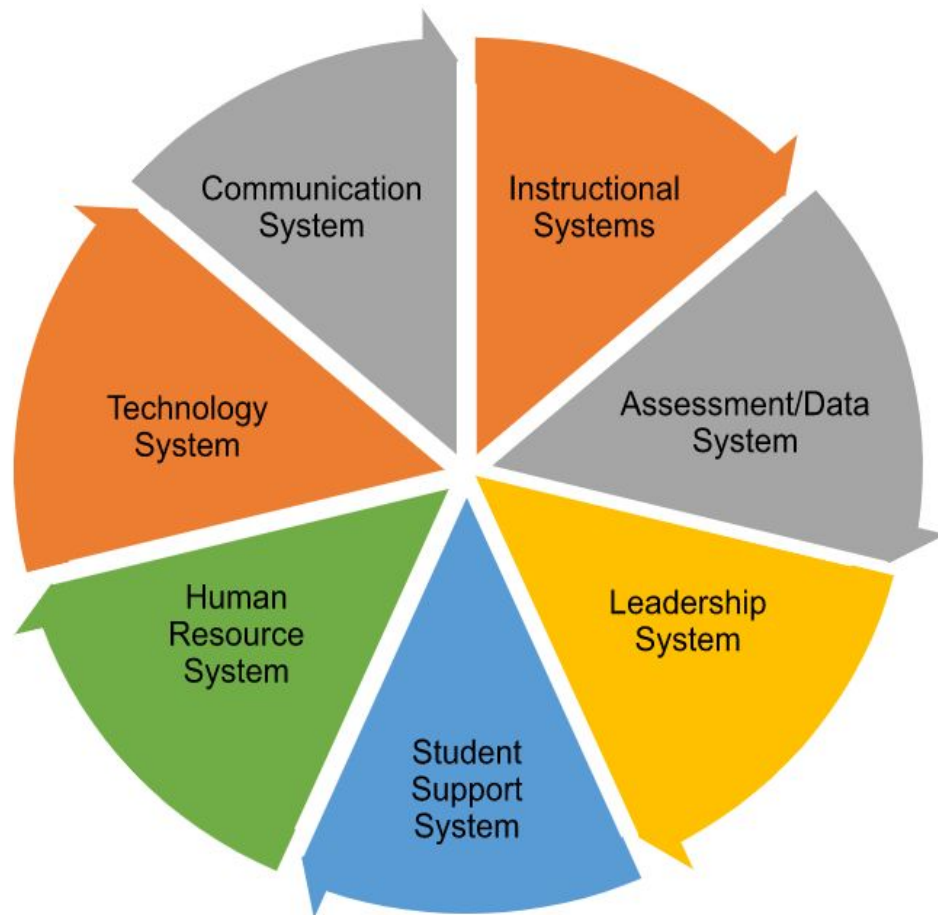 Communication
System
Instructional
Systems
Assessment/Data
System
Leadership
System
Student
Support
System
Human
Resource
System
Technology
System